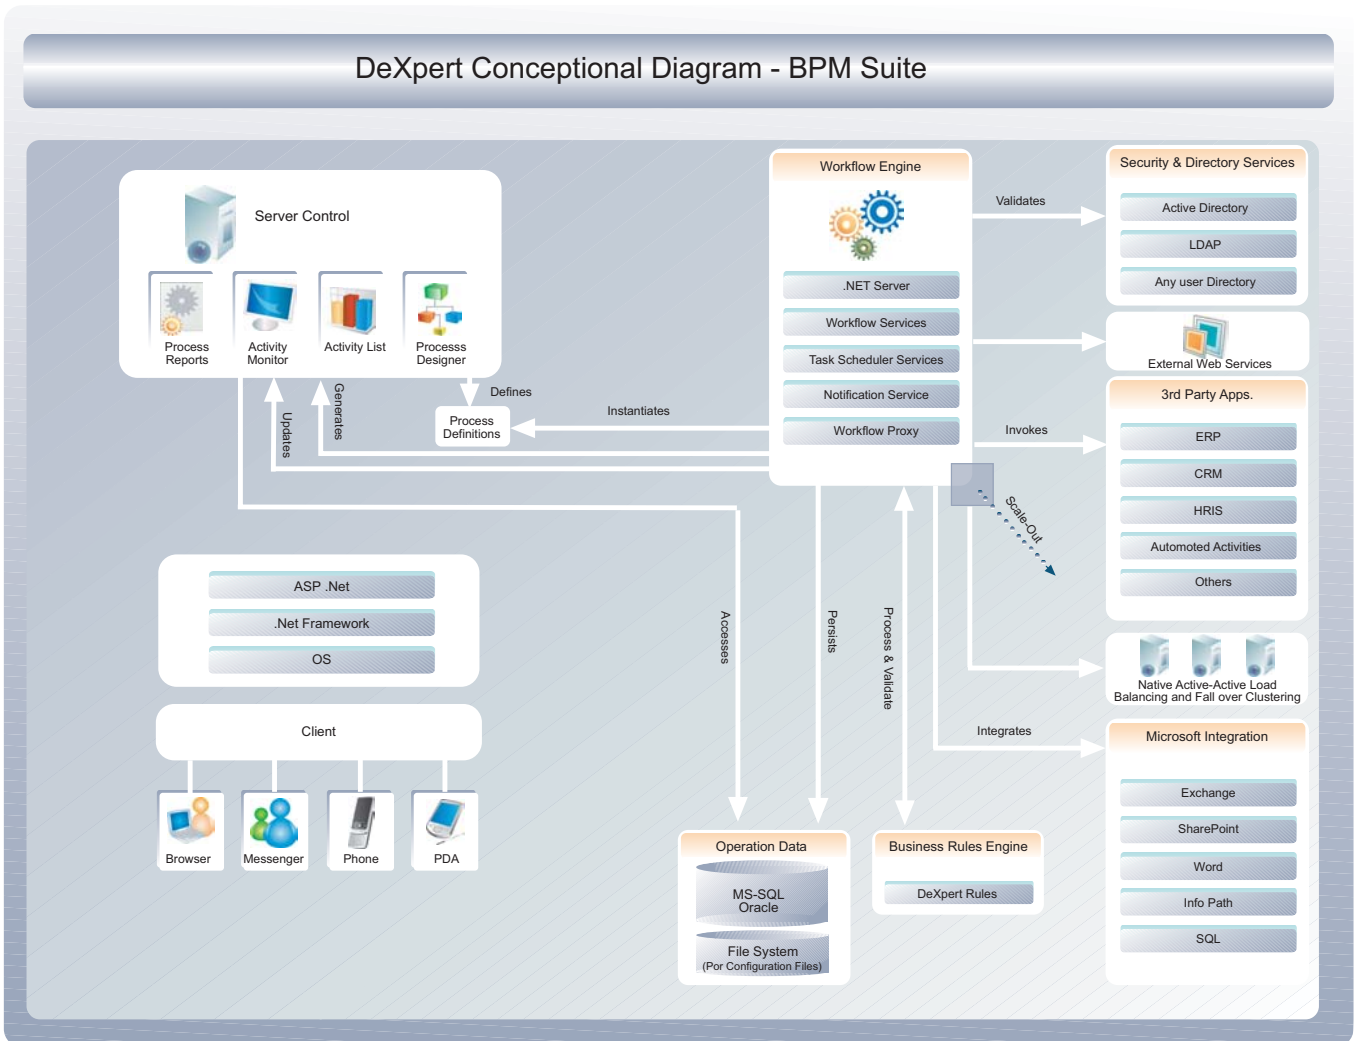 DeXpert Conceptional Diagram - BPM Suite
Server Control
Process
Reports
Activity
Monitor
Activity List
Processs
Designer
Updates
Generates
Defines
Process
Definitions
Instantiates
Workflow Engine
.NET Server
Workflow Services
Task Scheduler Services
Notification Service
Workflow Proxy
Validates
Security & Directory Services
Active Directory
LDAP
Any user Directory
External Web Services
Invokes
3rd Party Apps.
ERP
CRM
HRIS
Automoted Activities
Others
Scale-Out
Native Active-Active Load
Balancing and Fall over Clustering
Integrates
Microsoft Integration
Exchange
SharePoint
Word
Info Path
SQL
ASP .Net
.Net Framework
OS
Client
Browser
Messenger
Phone
PDA
Accesses
Persists
Process & Validate
Operation Data
MS-SQL
Oracle
File System
(Por Configuration Files)
Business Rules Engine
DeXpert Rules